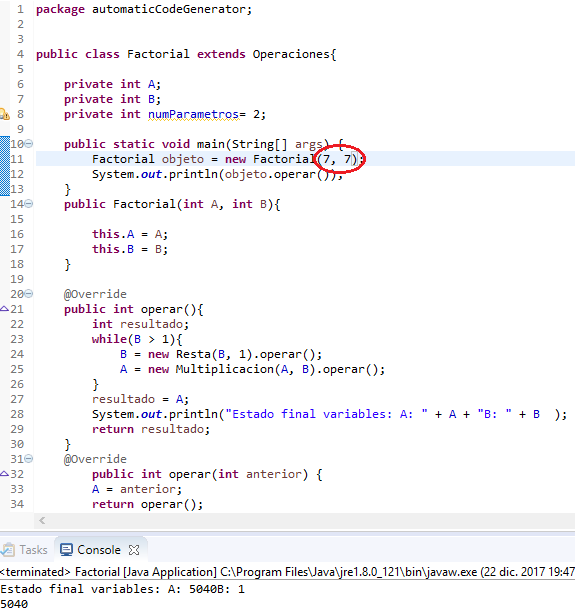 1 package automaticCodeGenerator;
2
3
4 public class Factorial extends Operaciones{
5
6 private int A;
7 private int B;
8 private int numParametros= 2;
9
10 public static void main(String[] args) {
11 Factorial objeto = new Factorial(7, 7);
12 System.out.println(objeto.operar());
13 }
14 public Factorial(int A, int B){
15
16 this.A = A;
17 this.B = B;
18 }
19
20 @Override
21 public int operar(){
22 int resultado;
23 while(B > 1){
24 B = new Resta(B, 1).operar();
25 A = new Multiplicacion(A, B).operar();
26 }
27 resultado = A;
28 System.out.println("Estado final variables: A: " + A + "B: " + B  );
29 return resultado;
30 }
31 @Override
32 public int operar(int anterior) {
33 A = anterior;
34 return operar();
Tasks Console
<terminated> Factorial [Java Application] C:\Program Files\Java\jre1.8.0_121\bin\javaw.exe (22 dic. 2017 19:47
Estado final variables: A: 5040B: 1
5040